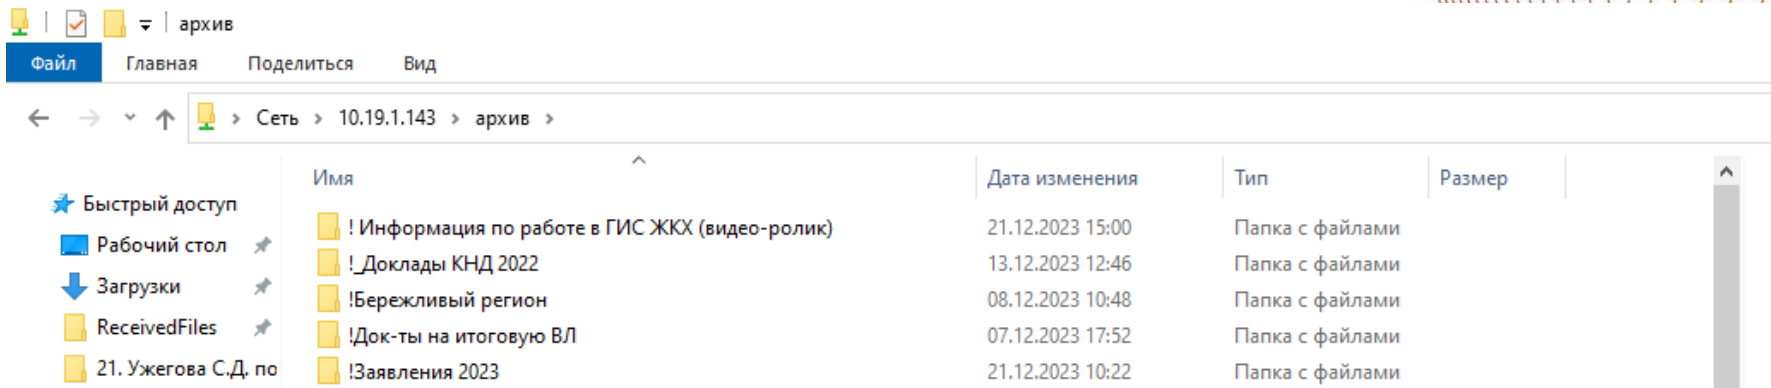 архив
Файл Главная Поделиться Вид
Сеть > 10.19.1.143 > архив >
Имя Дата изменения Тип Размер
Быстрый доступ
Рабочий стол
Загрузки
ReceivedFiles
21. Ужегова С.Д. по
! Информация по работе в ГИС ЖКХ (видео-ролик) 21.12.2023 15:00 Папка с файлами
!_Доклады КНД 2022 13.12.2023 12:46 Папка с файлами
!Бережливый регион 08.12.2023 10:48 Папка с файлами
!Док-ты на итоговую ВЛ 07.12.2023 17:52 Папка с файлами
!Заявления 2023 21.12.2023 10:22 Папка с файлами